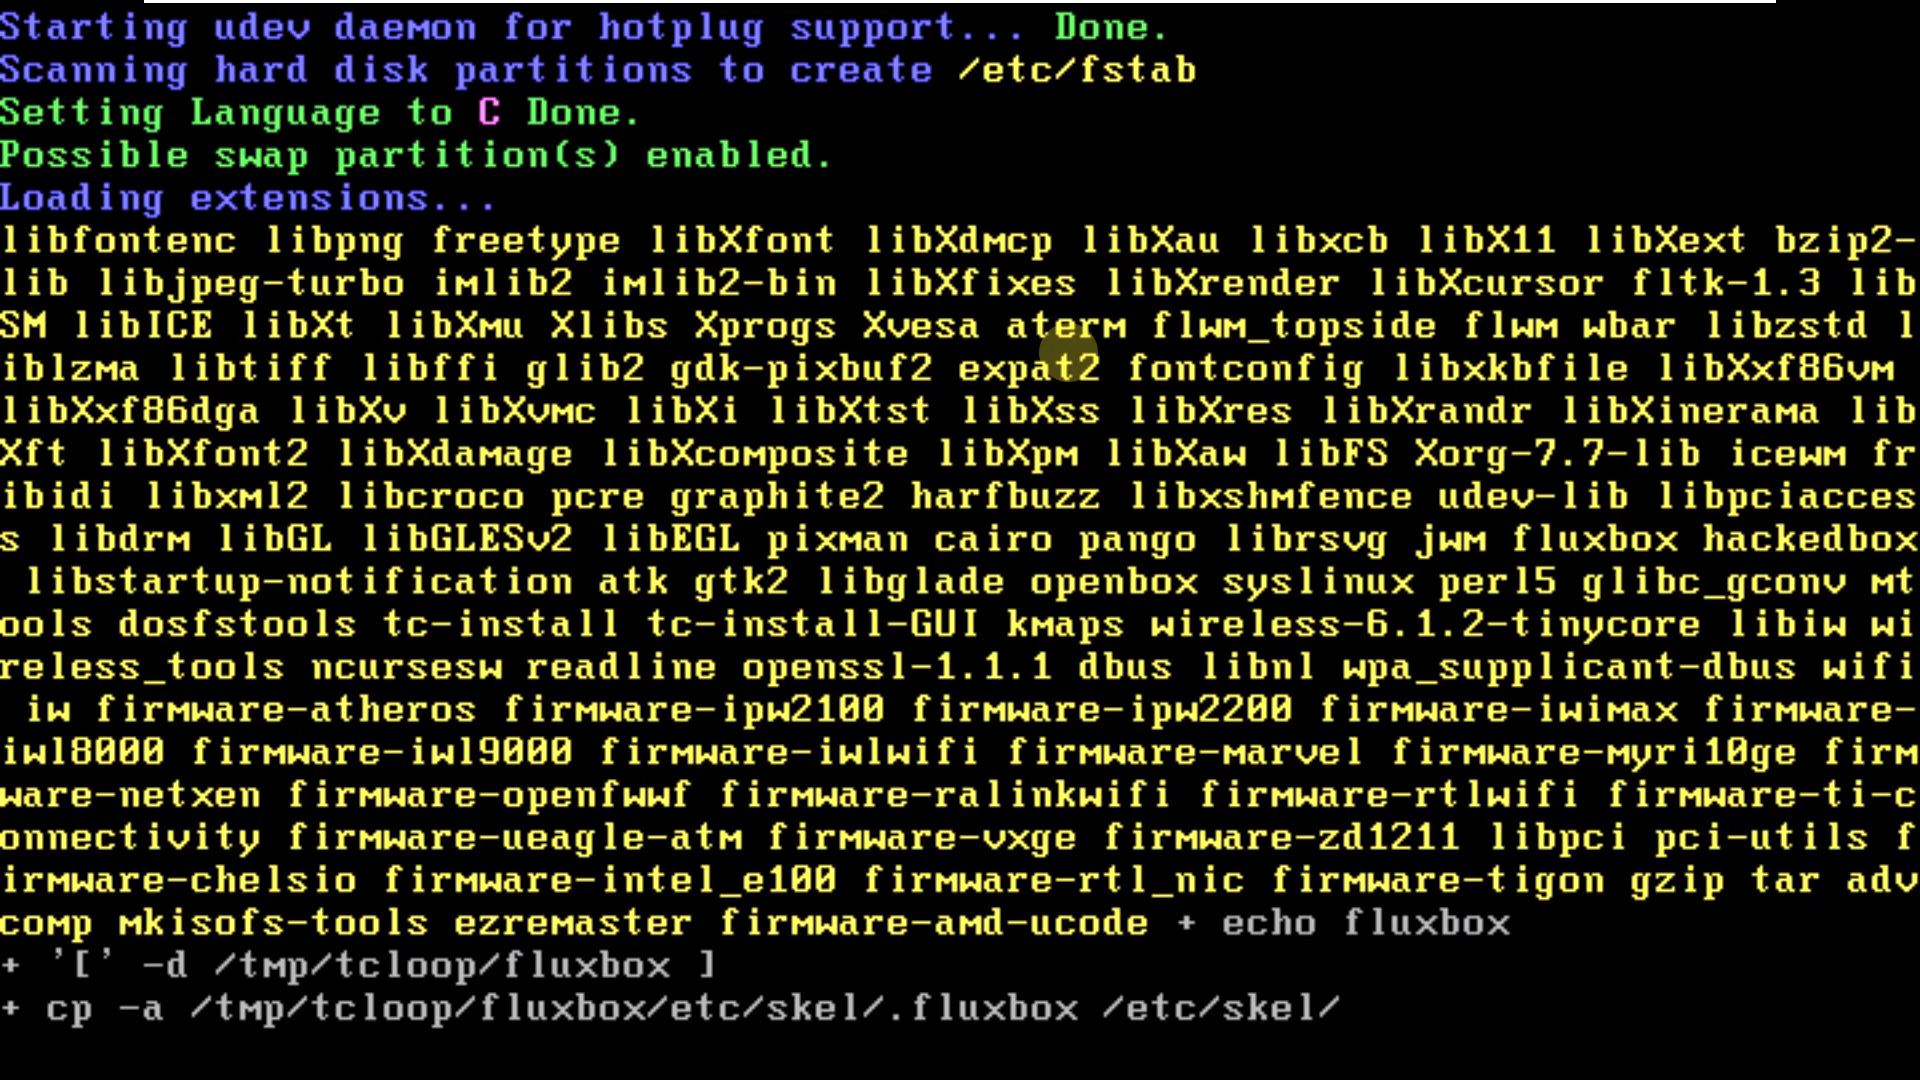 Starting udev daemon for hotplug support... Done.
Scanning hard disk partitions to create /etc/fstab
Setting Language to C Done.
Possible swap partition(s) enabled.
Loading extensions...
libfontenc libpng freetype libXfont libXdmcp libXau libxcb libX11 libXext bzip2-
lib libjpeg-turbo imlib2 imlib2-bin libXfixes libXrender libXcursor fltk-1.3 lib
SM libICE libXt libXmu Xlibs Xprogs Xvesa aterm flwm_topside flwm wbar libzstd l
iblzma libtiff libffi glib2 gdk-pixbuf2 expat2 fontconfig libxkbfile libXxf86vm
libXxf86dga libXv libXvmc libXi libXtst libXss libXres libXrandr libXinerama lib
Xft libXfont2 libXdamage libXcomposite libXpm libXaw libFS Xorg-7.7-lib icewm fr
ibidi libxml2 libcroco pcre graphite2 harfbuzz libxshmfence udev-lib libpciacces
s libdrm libGL libGLESv2 libEGL pixman cairo pango librsvg jwm fluxbox hackedbox
 libstartup-notification atk gtk2 libglade openbox syslinux perl5 glibc_gconv mt
ools dosfstools tc-install tc-install-GUI kmaps wireless-6.1.2-tinycore libiw wi
reless_tools ncursesw readline openssl-1.1.1 dbus libnl wpa_supplicant-dbus wifi
 iw firmware-atheros firmware-ipw2100 firmware-ipw2200 firmware-iwimax firmware-
iwl8000 firmware-iwl9000 firmware-iwlwifi firmware-marvel firmware-myri10ge firm
ware-netxen firmware-openfwwf firmware-ralinkwifi firmware-rtlwifi firmware-ti-c
onnectivity firmware-ueagle-atm firmware-vxge firmware-zd1211 libpci pci-utils f
irmware-chelsio firmware-intel_e100 firmware-rtl_nic firmware-tigon gzip tar adv
comp mkisofs-tools ezremaster firmware-amd-ucode + echo fluxbox
+ '[' -d /tmp/tcloop/fluxbox ]
+ cp -a /tmp/tcloop/fluxbox/etc/skel/.fluxbox /etc/skel/